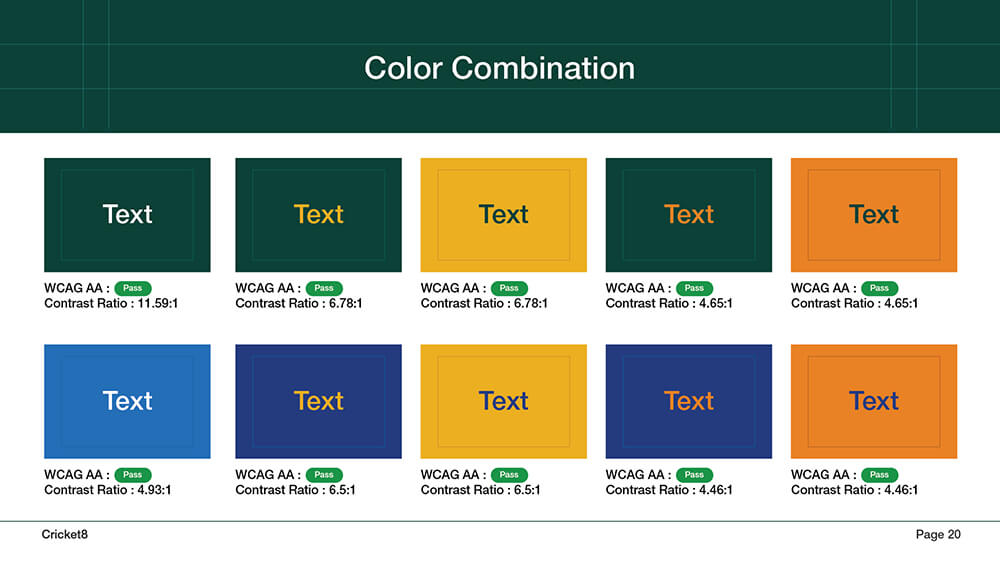 Color Combination
Text
Text
Text
Text
Text
WCAG AA : Pass
Contrast Ratio : 11.59:1
WCAG AA : Pass
Contrast Ratio : 6.78:1
WCAG AA : Pass
Contrast Ratio : 6.78:1
WCAG AA : Pass
Contrast Ratio : 4.65:1
WCAG AA : Pass
Contrast Ratio : 4.65:1
Text
Text
Text
Text
Text
WCAG AA : Pass
Contrast Ratio : 4.93:1
WCAG AA : Pass
Contrast Ratio : 6.5:1
WCAG AA : Pass
Contrast Ratio : 6.5:1
WCAG AA : Pass
Contrast Ratio : 4.46:1
WCAG AA : Pass
Contrast Ratio : 4.46:1
Cricket8
Page 20